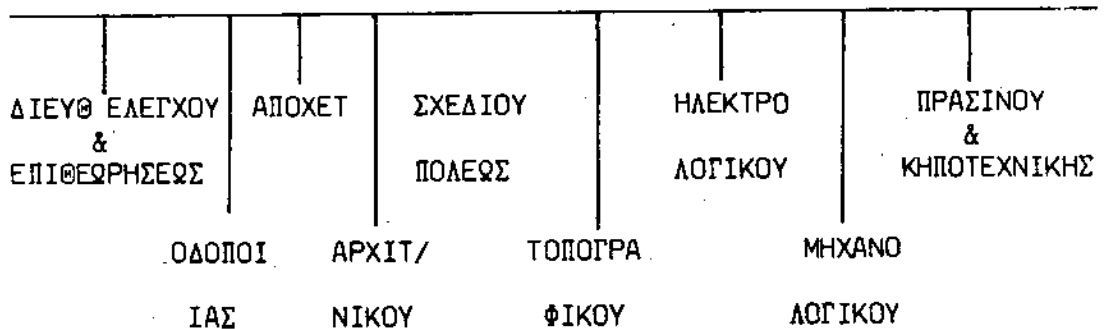 ΔΙΕΥΘ ΕΛΕΓΧΟΥ
&
ΕΠΙΘΕΩΡΗΣΕΩΣ
ΑΠΟΧΕΤ
ΣΧΕΔΙΟΥ
ΠΟΛΕΩΣ
ΗΛΕΚΤΡΟ
ΛΟΓΙΚΟΥ
ΠΡΑΣΙΝΟΥ
&
ΚΗΠΟΤΕΧΝΙΚΗΣ
ΟΔΟΠΟΙ
ΙΑΣ
ΑΡΧΙΤ/
ΝΙΚΟΥ
ΤΟΠΟΓΡΑ
ΦΙΚΟΥ
ΜΗΧΑΝΟ
ΛΟΓΙΚΟΥ